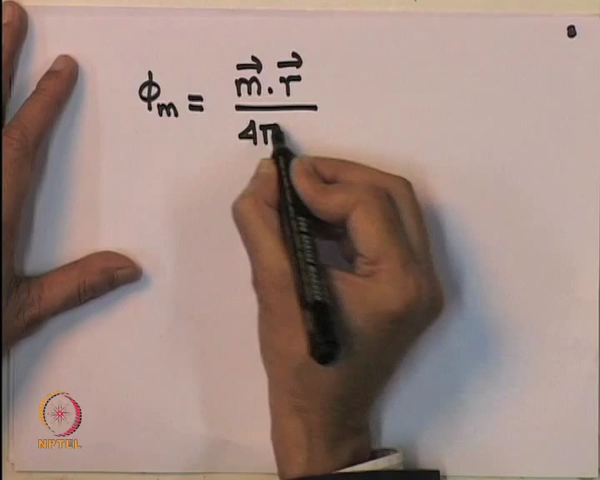 ϕm = m⃗ . r⃗ / 4π
NPTEL